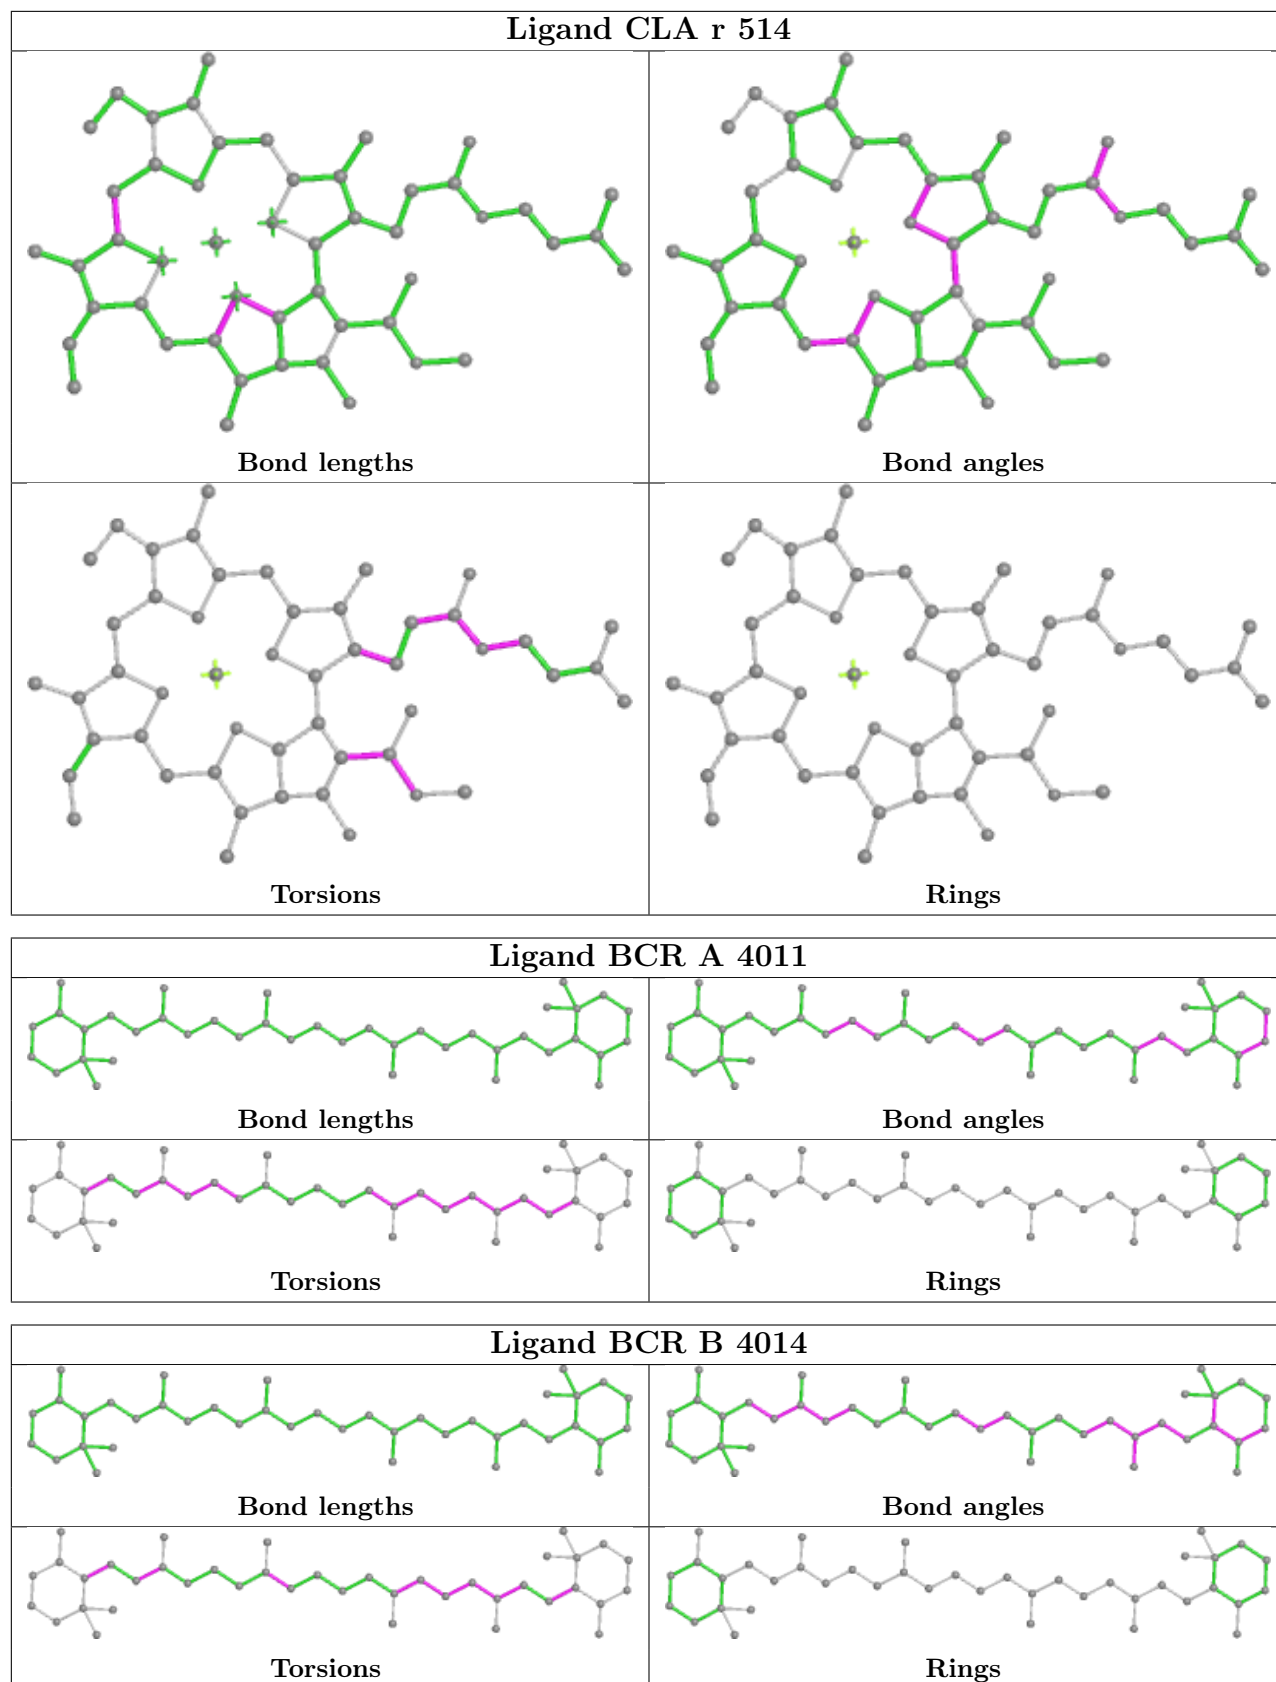 Ligand CLA r 514
Bond lengths
Bond angles
Torsions
Rings
Ligand BCR A 4011
Bond lengths
Bond angles
Torsions
Rings
Ligand BCR B 4014
Bond lengths
Bond angles
Torsions
Rings